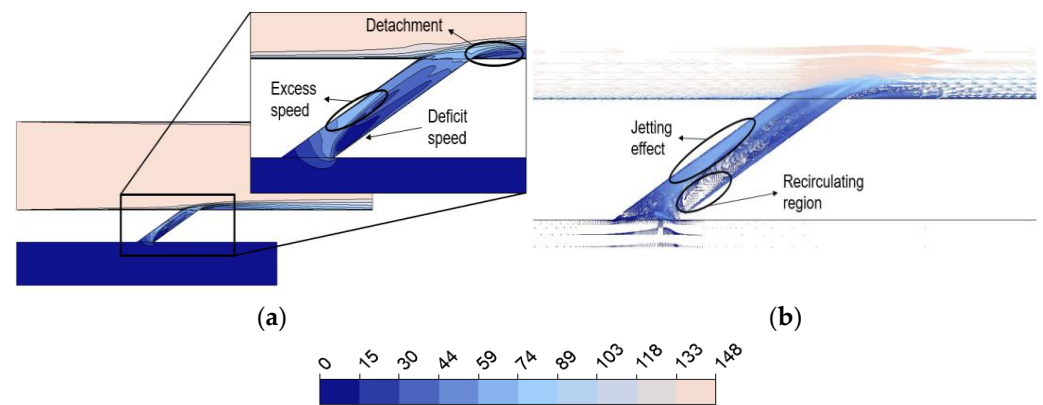 Detachment
Excess
speed
Deficit
speed
Jetting
effect
Recirculating
region
(a)
(b)
0 15 30 44 59 74 89 103 118 133 148